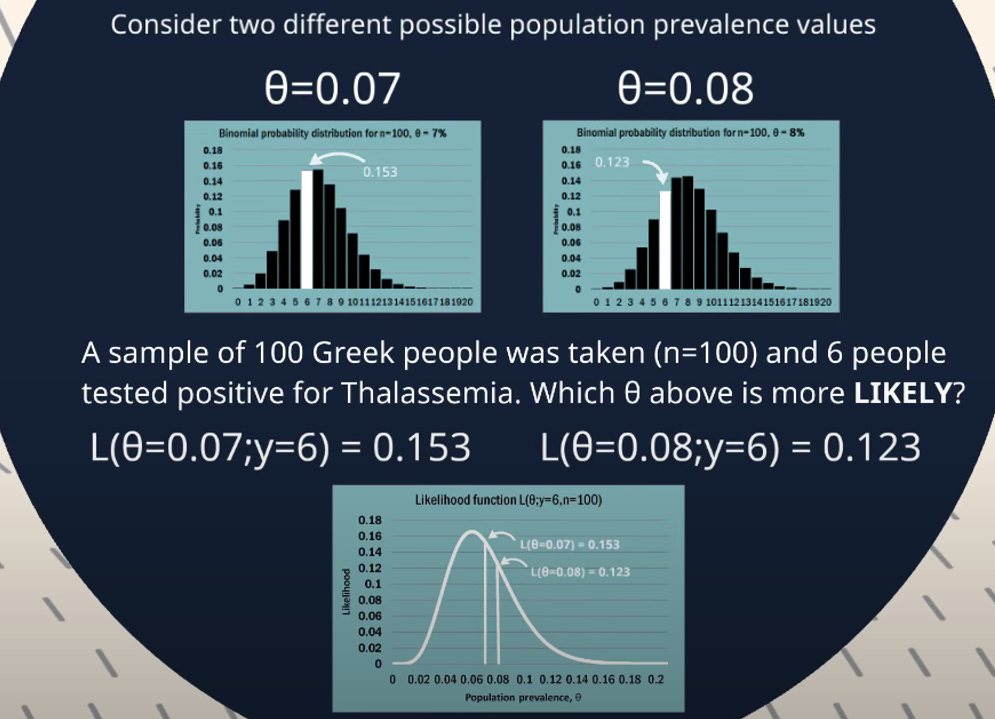 Consider two different possible population prevalence values
θ=0.07
θ=0.08
Binomial probability distribution for n=100, θ = 7%
0.18
0.16
0.14
0.12
0.1
0.08
0.06
0.04
0.02
0
Probability
0.153
0 1 2 3 4 5 6 7 8 9 10 11 12 13 14 15 16 17 18 19 20
Binomial probability distribution for n=100, θ = 8%
0.18
0.16
0.14
0.12
0.1
0.08
0.06
0.04
0.02
0
Probability
0.123
0 1 2 3 4 5 6 7 8 9 10 11 12 13 14 15 16 17 18 19 20
A sample of 100 Greek people was taken (n=100) and 6 people
tested positive for Thalassemia. Which θ above is more LIKELY?
L(θ=0.07;y=6) = 0.153
L(θ=0.08;y=6) = 0.123
Likelihood function L(θ;y=6,n=100)
0.18
0.16
0.14
0.12
0.1
0.08
0.06
0.04
0.02
0
Likelihood
L(θ=0.07) = 0.153
L(θ=0.08) = 0.123
0 0.02 0.04 0.06 0.08 0.1 0.12 0.14 0.16 0.18 0.2
Population prevalence, θ